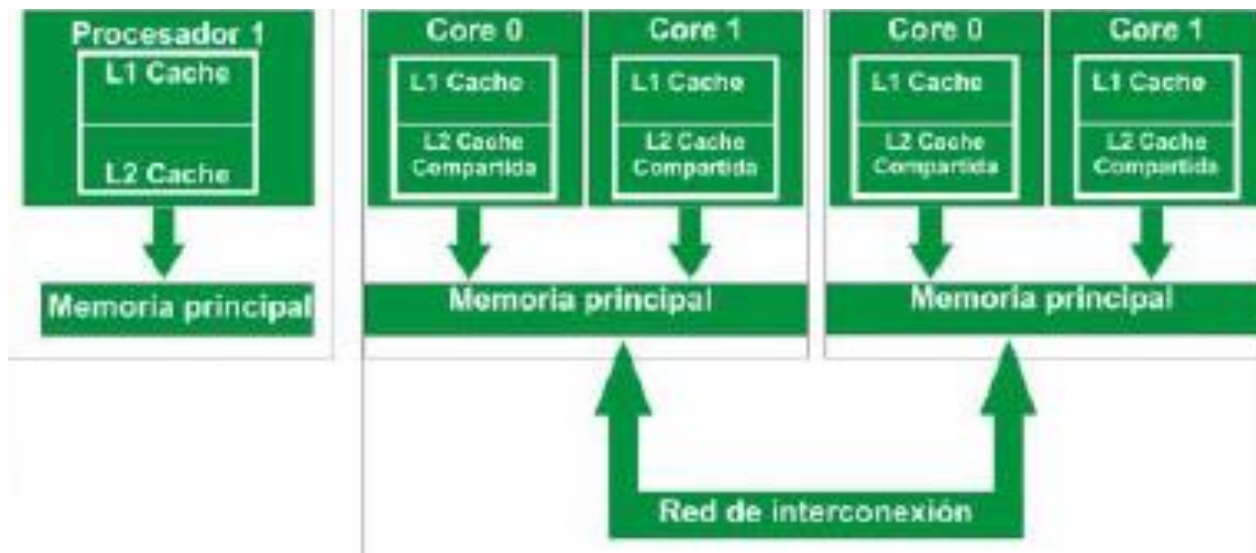 Procesador 1
L1 Cache
L2 Cache
Memoria principal
Core 0
L1 Cache
L2 Cache
Compartida
Core 1
L1 Cache
L2 Cache
Compartida
Memoria principal
Core 0
L1 Cache
L2 Cache
Compartida
Core 1
L1 Cache
L2 Cache
Compartida
Memoria principal
Red de interconexión